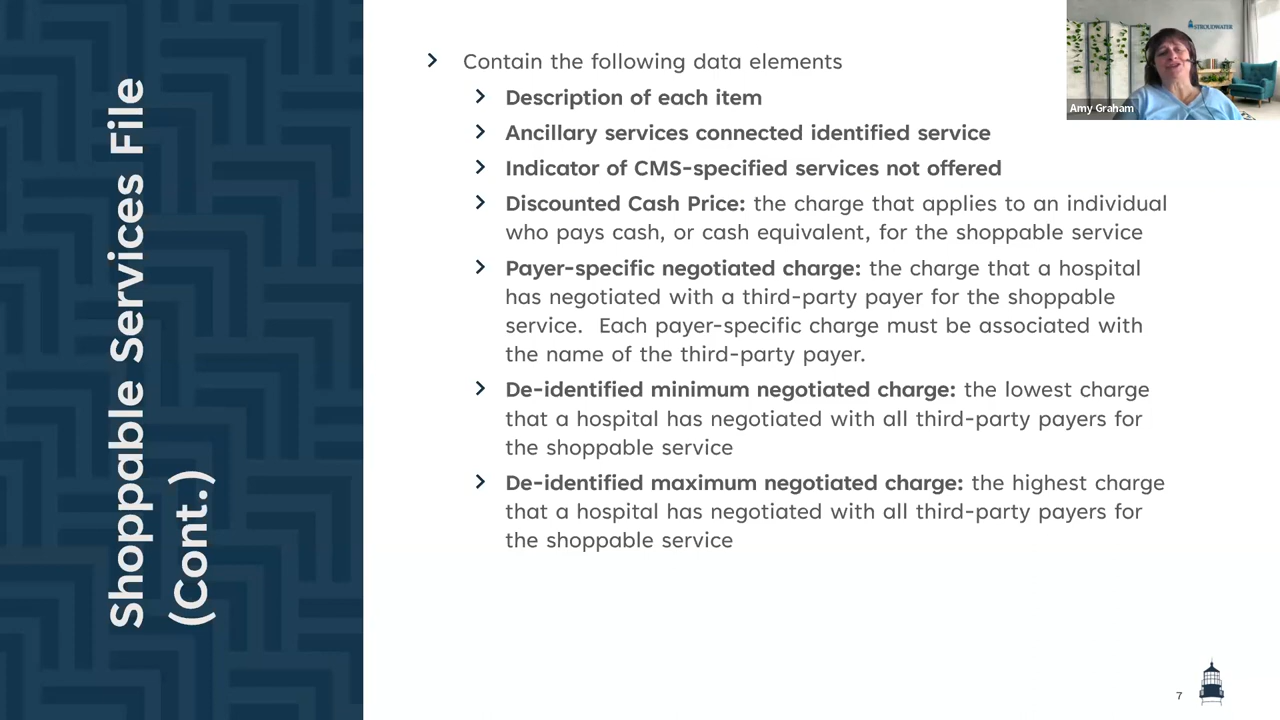 Shoppable Services File
(Cont.)
Contain the following data elements
Description of each item
Ancillary services connected identified service
Indicator of CMS-specified services not offered
Discounted Cash Price: the charge that applies to an individual
who pays cash, or cash equivalent, for the shoppable service
Payer-specific negotiated charge: the charge that a hospital
has negotiated with a third-party payer for the shoppable
service. Each payer-specific charge must be associated with
the name of the third-party payer.
De-identified minimum negotiated charge: the lowest charge
that a hospital has negotiated with all third-party payers for
the shoppable service
De-identified maximum negotiated charge: the highest charge
that a hospital has negotiated with all third-party payers for
the shoppable service
STROUDWATER
Amy Graham
7